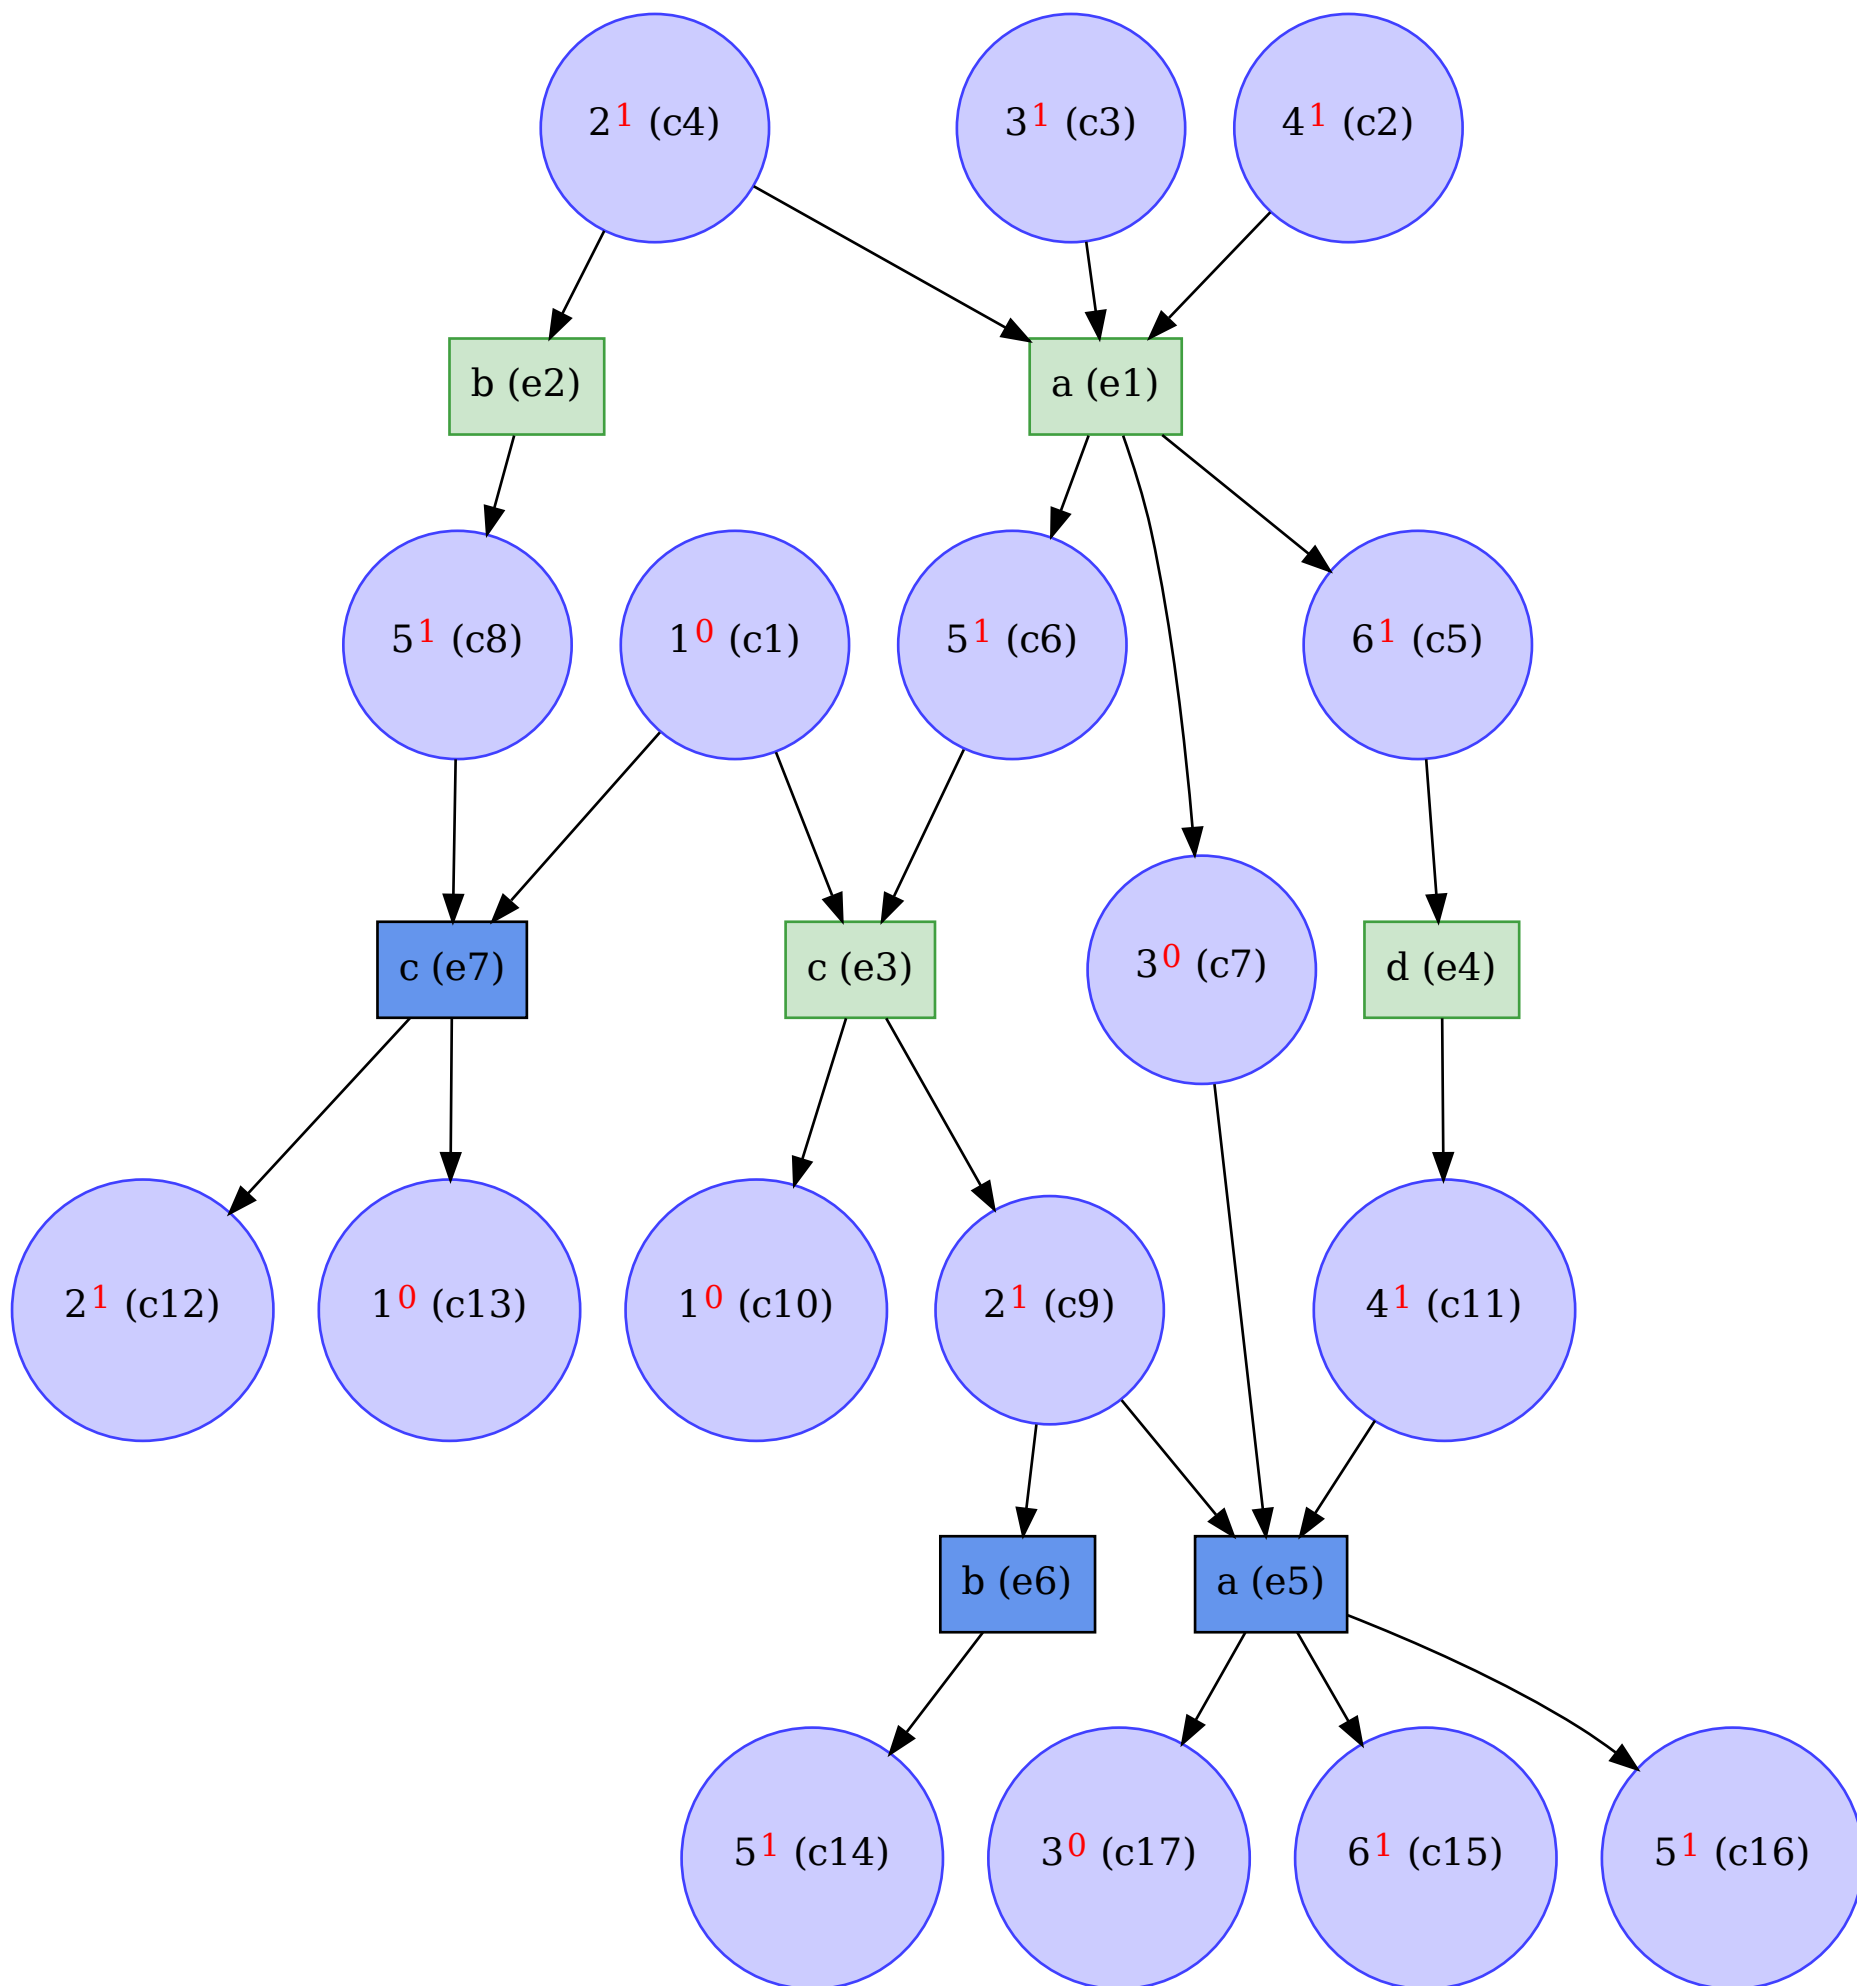 2¹ (c4)
3¹ (c3)
4¹ (c2)
b (e2)
a (e1)
5¹ (c8)
1⁰ (c1)
5¹ (c6)
6¹ (c5)
c (e7)
c (e3)
3⁰ (c7)
d (e4)
2¹ (c12)
1⁰ (c13)
1⁰ (c10)
2¹ (c9)
4¹ (c11)
b (e6)
a (e5)
5¹ (c14)
3⁰ (c17)
6¹ (c15)
5¹ (c16)